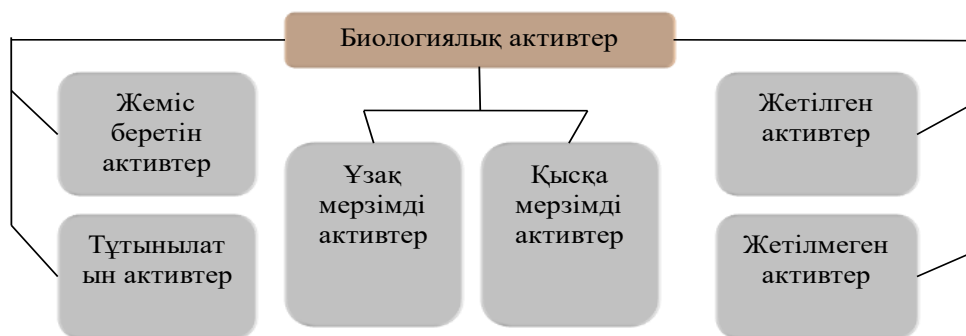 Биологиялық активтер
Жеміс
беретін
активтер
Тұтынылат
ын активтер
Ұзақ
мерзімді
активтер
Қысқа
мерзімді
активтер
Жетілген
активтер
Жетілмеген
активтер